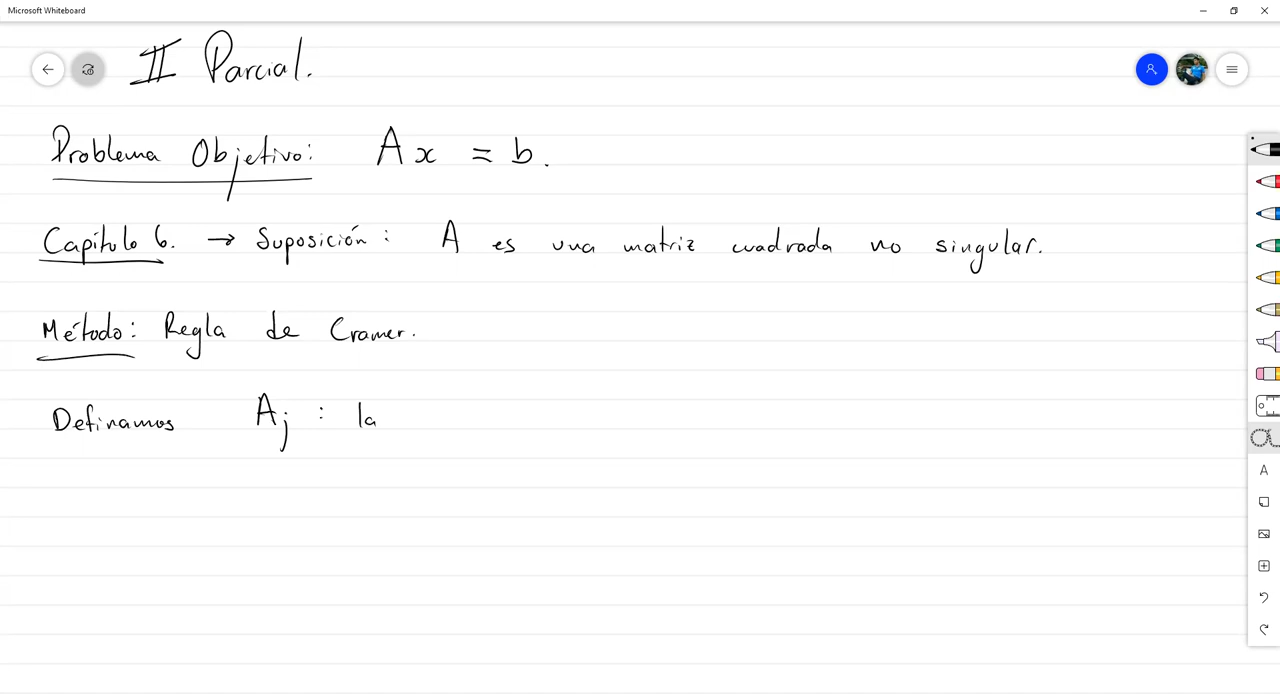 Microsoft Whiteboard
II Parcial.
Problema Objetivo: Ax = b.
Capítulo 6. → Suposición: A es una matriz cuadrada no singular.
Método: Regla de Cramer.
Definamos Aj : la
A